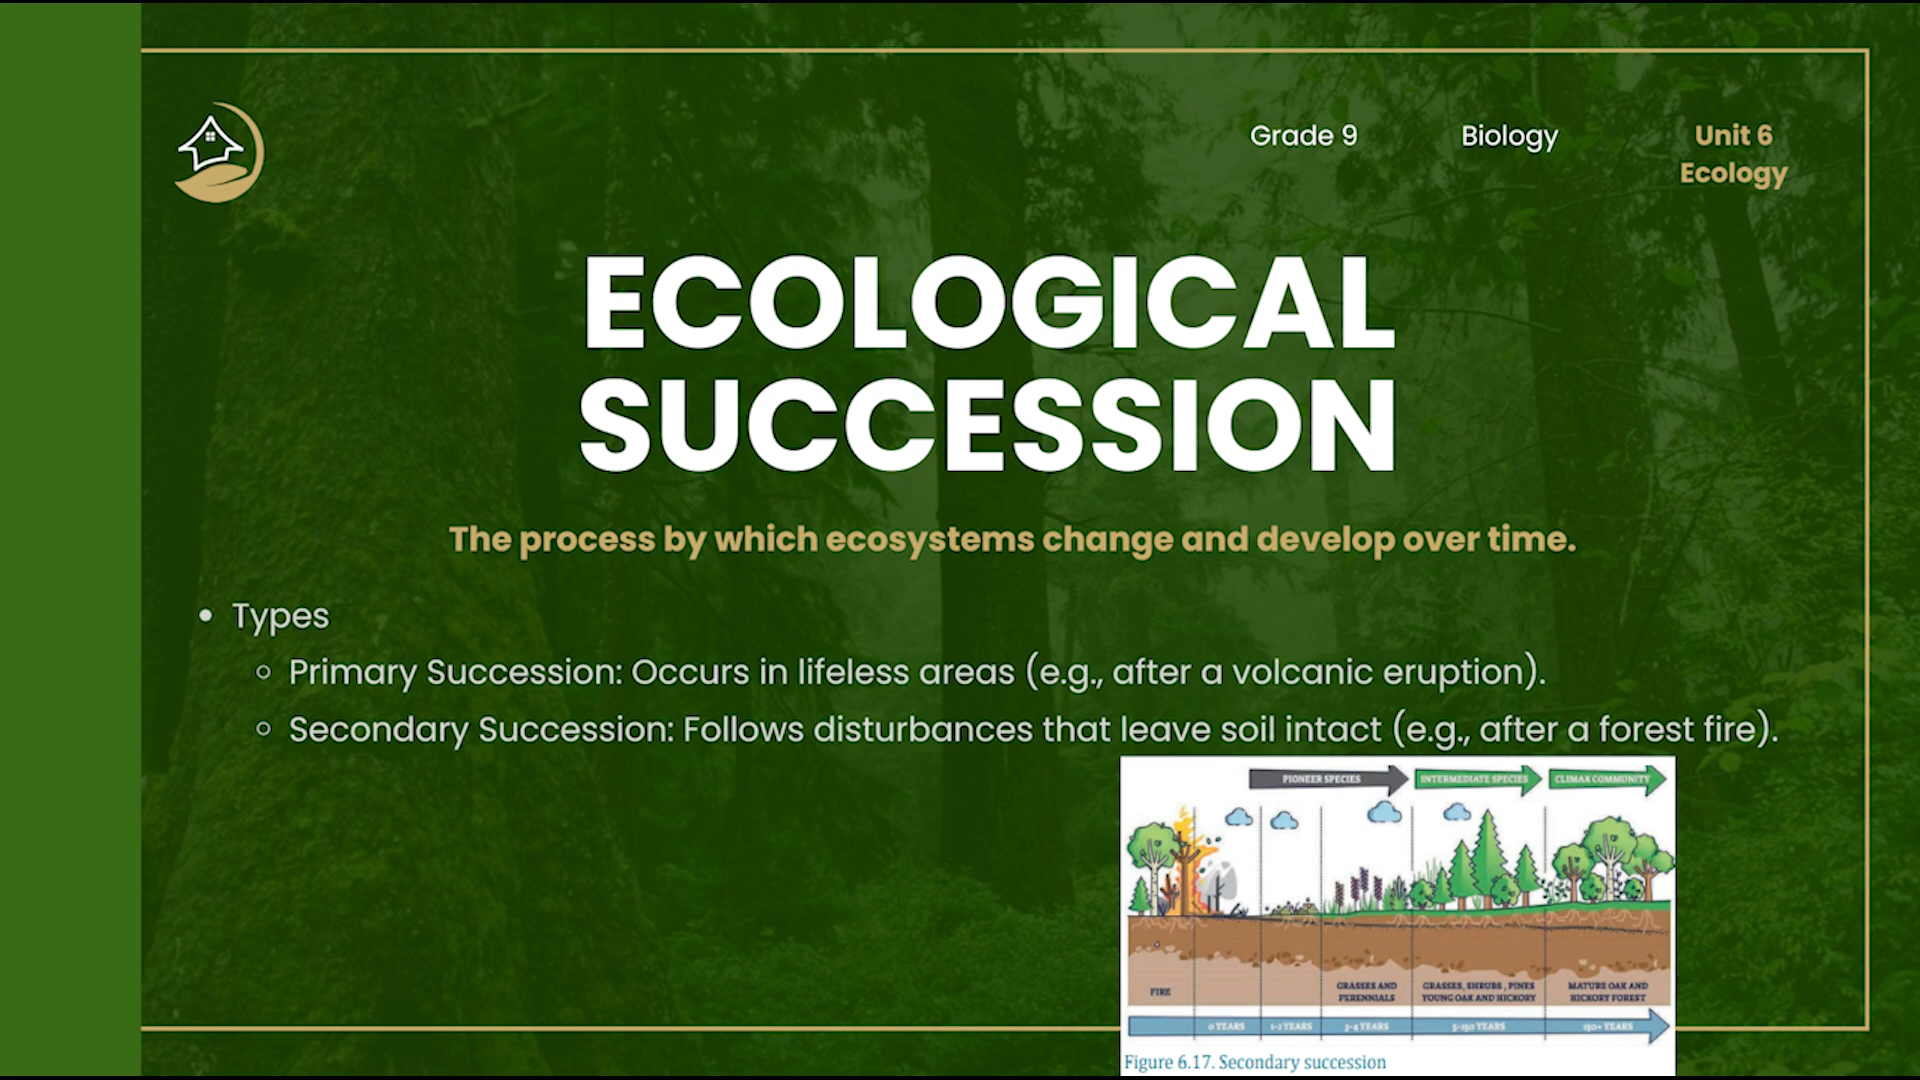 Grade 9 Biology Unit 6
Ecology
ECOLOGICAL
SUCCESSION
The process by which ecosystems change and develop over time.
• Types
○ Primary Succession: Occurs in lifeless areas (e.g., after a volcanic eruption).
○ Secondary Succession: Follows disturbances that leave soil intact (e.g., after a forest fire).
PIONEER SPECIES INTERMEDIATE SPECIES CLIMAX COMMUNITY
FIRE
GRASSES AND
PERENNIALS
GRASSES, SHRUBS, PINES
YOUNG OAK AND HICKORY
MATURE OAK AND
HICKORY FOREST
0 YEARS 1-2 YEARS 3-4 YEARS 5-150 YEARS 150+ YEARS
Figure 6.17. Secondary succession